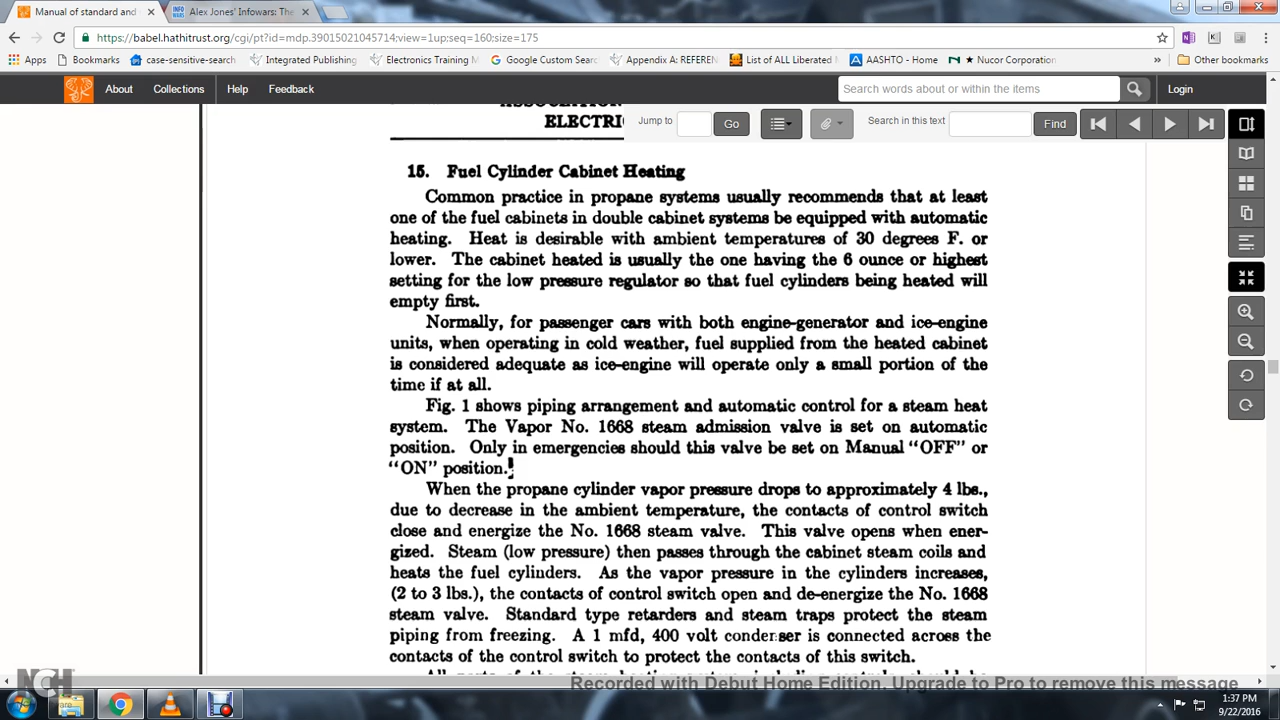 Manual of standard and
Alex Jones' Infowars: The
https://babel.hathitrust.org/cgi/pt?id=mdp.39015021045714;view=1up;seq=160;size=175
Apps
Bookmarks
case-sensitive-search
Integrated Publishing
Electronics Training M
Google Custom Searc
Appendix A: REFEREN
List of ALL Liberated
AASHTO - Home
Nucor Corporation
»
Other bookmarks
About
Collections
Help
Feedback
Search words about or within the items
Login
ASSOCIATION
ELECTRI
Jump to
Go
Search in this text
Find
15. Fuel Cylinder Cabinet Heating
Common practice in propane systems usually recommends that at least
one of the fuel cabinets in double cabinet systems be equipped with automatic
heating. Heat is desirable with ambient temperatures of 30 degrees F. or
lower. The cabinet heated is usually the one having the 6 ounce or highest
setting for the low pressure regulator so that fuel cylinders being heated will
empty first.
Normally, for passenger cars with both engine-generator and ice-engine
units, when operating in cold weather, fuel supplied from the heated cabinet
is considered adequate as ice-engine will operate only a small portion of the
time if at all.
Fig. 1 shows piping arrangement and automatic control for a steam heat
system. The Vapor No. 1668 steam admission valve is set on automatic
position. Only in emergencies should this valve be set on Manual "OFF" or
"ON" position.
When the propane cylinder vapor pressure drops to approximately 4 lbs.,
due to decrease in the ambient temperature, the contacts of control switch
close and energize the No. 1668 steam valve. This valve opens when ener-
gized. Steam (low pressure) then passes through the cabinet steam coils and
heats the fuel cylinders. As the vapor pressure in the cylinders increases,
(2 to 3 lbs.), the contacts of control switch open and de-energize the No. 1668
steam valve. Standard type retarders and steam traps protect the steam
piping from freezing. A 1 mfd, 400 volt condenser is connected across the
contacts of the control switch to protect the contacts of this switch.
NCH
Recorded with Debut Home Edition. Upgrade to Pro to remove this message
1:37 PM
9/22/2016